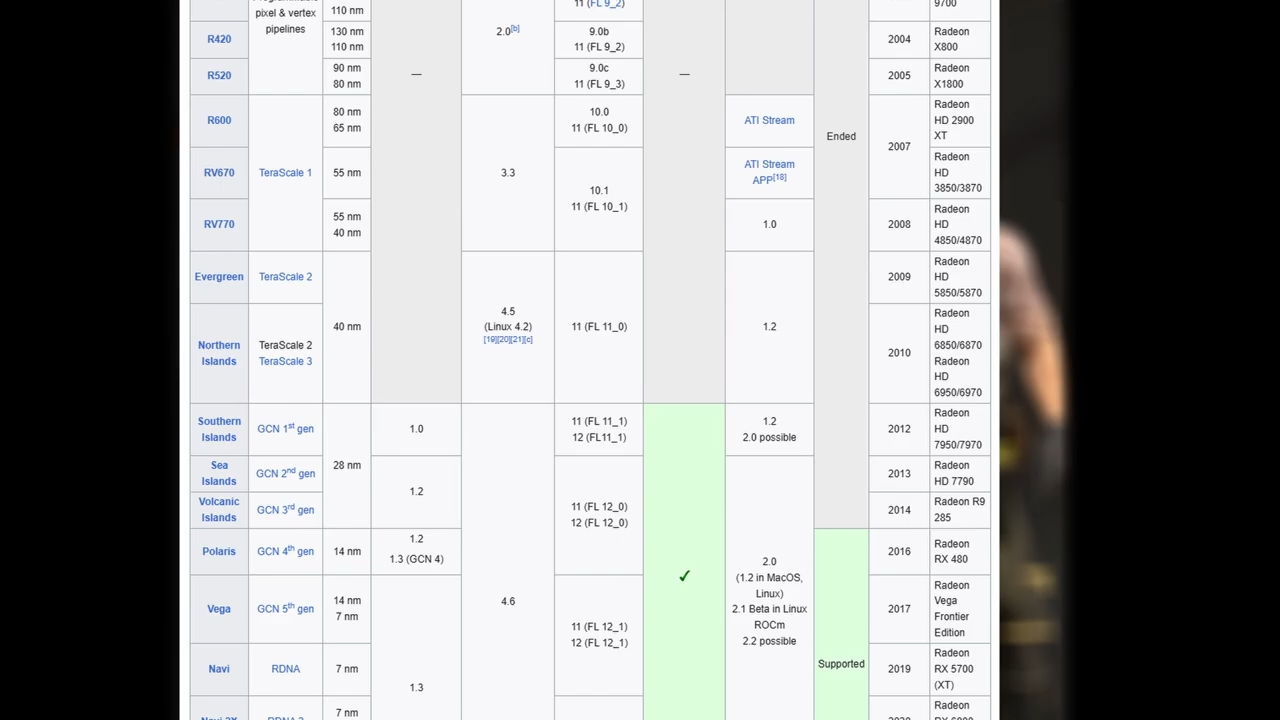 Programmable
pixel & vertex
pipelines
110 nm
11 (FL 9_2)
9700
R420
130 nm
110 nm
—
2.0[b]
9.0b
11 (FL 9_2)
—
2004
Radeon
X800
R520
90 nm
80 nm
9.0c
11 (FL 9_3)
2005
Radeon
X1800
R600
TeraScale 1
80 nm
65 nm
3.3
10.0
11 (FL 10_0)
ATI Stream
Ended
2007
Radeon
HD 2900
XT
RV670
55 nm
10.1
11 (FL 10_1)
ATI Stream
APP[18]
Radeon
HD
3850/3870
RV770
55 nm
40 nm
1.0
2008
Radeon
HD
4850/4870
Evergreen
TeraScale 2
40 nm
4.5
(Linux 4.2)
[19][20][21][c]
11 (FL 11_0)
1.2
2009
Radeon
HD
5850/5870
Northern
Islands
TeraScale 2
TeraScale 3
2010
Radeon
HD
6850/6870
Radeon
HD
6950/6970
Southern
Islands
GCN 1st gen
28 nm
1.0
4.6
11 (FL 11_1)
12 (FL11_1)
✓
1.2
2.0 possible
2012
Radeon
HD
7950/7970
Sea
Islands
GCN 2nd gen
1.2
11 (FL 12_0)
12 (FL 12_0)
2.0
(1.2 in MacOS,
Linux)
2.1 Beta in Linux
ROCm
2.2 possible
2013
Radeon
HD 7790
Volcanic
Islands
GCN 3rd gen
2014
Radeon R9
285
Polaris
GCN 4th gen
14 nm
1.2
1.3 (GCN 4)
Supported
2016
Radeon
RX 480
Vega
GCN 5th gen
14 nm
7 nm
1.3
11 (FL 12_1)
12 (FL 12_1)
2017
Radeon
Vega
Frontier
Edition
Navi
RDNA
7 nm
2019
Radeon
RX 5700
(XT)
7 nm
Radeon